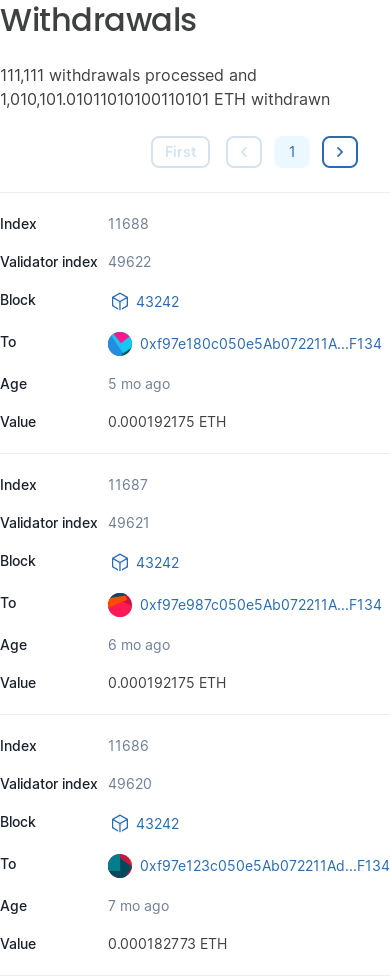 Withdrawals
111,111 withdrawals processed and
1,010,101.01011010100110101 ETH withdrawn
First
1
Index 11688
Validator index 49622
Block 43242
To 0xf97e180c050e5Ab072211A...F134
Age 5 mo ago
Value 0.000192175 ETH
Index 11687
Validator index 49621
Block 43242
To 0xf97e987c050e5Ab072211A...F134
Age 6 mo ago
Value 0.000192175 ETH
Index 11686
Validator index 49620
Block 43242
To 0xf97e123c050e5Ab072211Ad...F134
Age 7 mo ago
Value 0.000182773 ETH